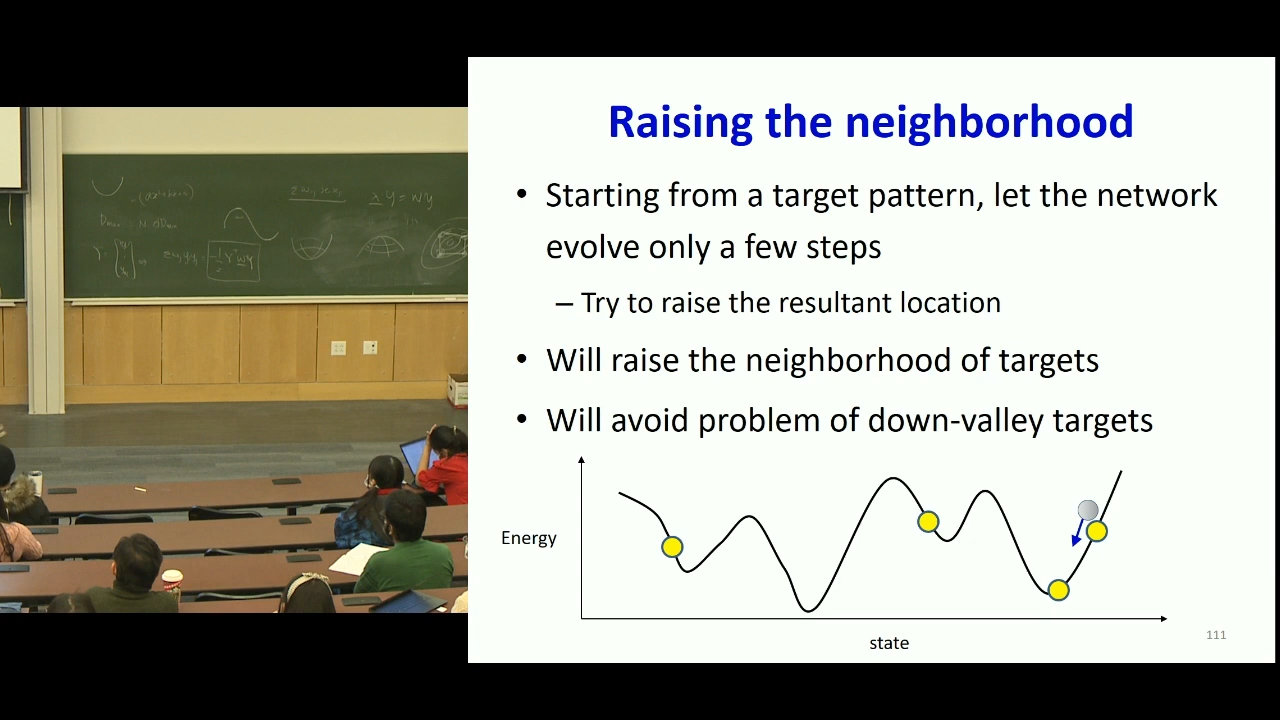 Raising the neighborhood
• Starting from a target pattern, let the network
evolve only a few steps
– Try to raise the resultant location
• Will raise the neighborhood of targets
• Will avoid problem of down-valley targets
Energy
state
111